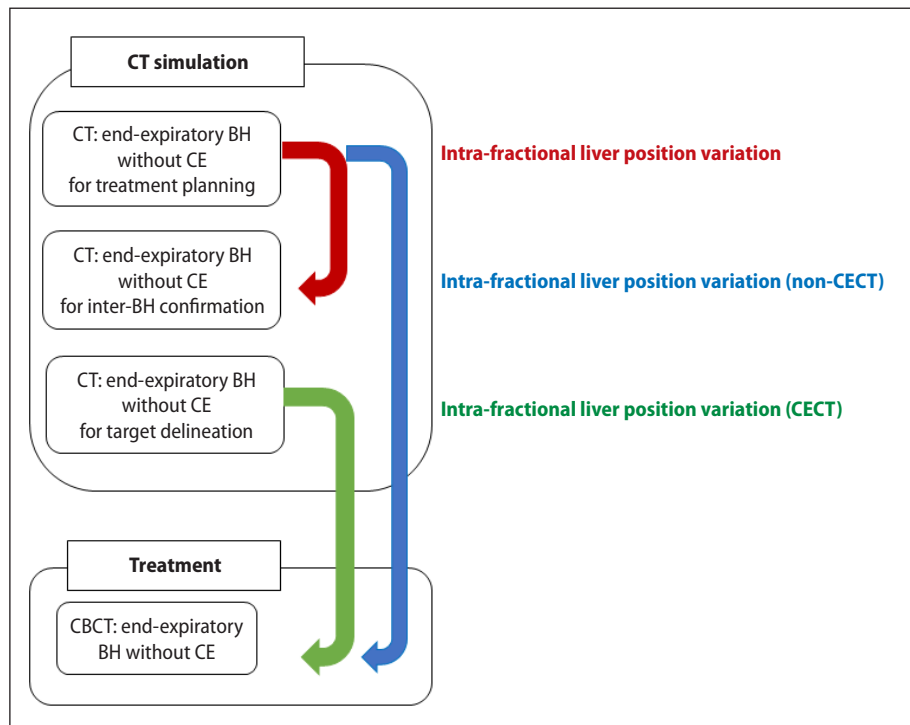 CT simulation
CT: end-expiratory BH
without CE
for treatment planning
Intra-fractional liver position variation
CT: end-expiratory BH
without CE
for inter-BH confirmation
Intra-fractional liver position variation (non-CECT)
CT: end-expiratory BH
without CE
for target delineation
Intra-fractional liver position variation (CECT)
Treatment
CBCT: end-expiratory
BH without CE